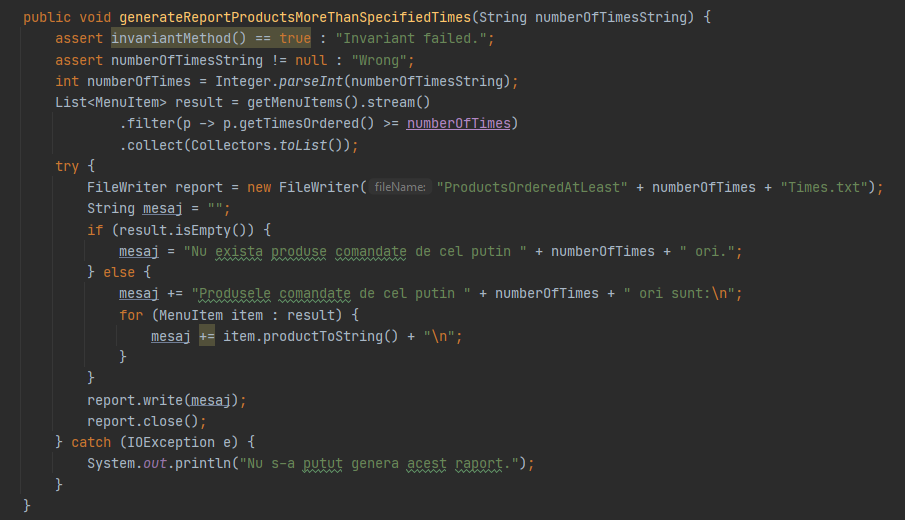 public void generateReportProductsMoreThanSpecifiedTimes(String numberOfTimesString) {
    assert invariantMethod() == true : "Invariant failed.";
    assert numberOfTimesString != null : "Wrong";
    int numberOfTimes = Integer.parseInt(numberOfTimesString);
    List<MenuItem> result = getMenuItems().stream()
            .filter(p -> p.getTimesOrdered() >= numberOfTimes)
            .collect(Collectors.toList());
    try {
        FileWriter report = new FileWriter( fileName: "ProductsOrderedAtLeast" + numberOfTimes + "Times.txt");
        String mesaj = "";
        if (result.isEmpty()) {
            mesaj = "Nu exista produse comandate de cel putin " + numberOfTimes + " ori.";
        } else {
            mesaj += "Produsele comandate de cel putin " + numberOfTimes + " ori sunt:\n";
            for (MenuItem item : result) {
                mesaj += item.productToString() + "\n";
            }
        }
        report.write(mesaj);
        report.close();
    } catch (IOException e) {
        System.out.println("Nu s-a putut genera acest raport.");
    }
}